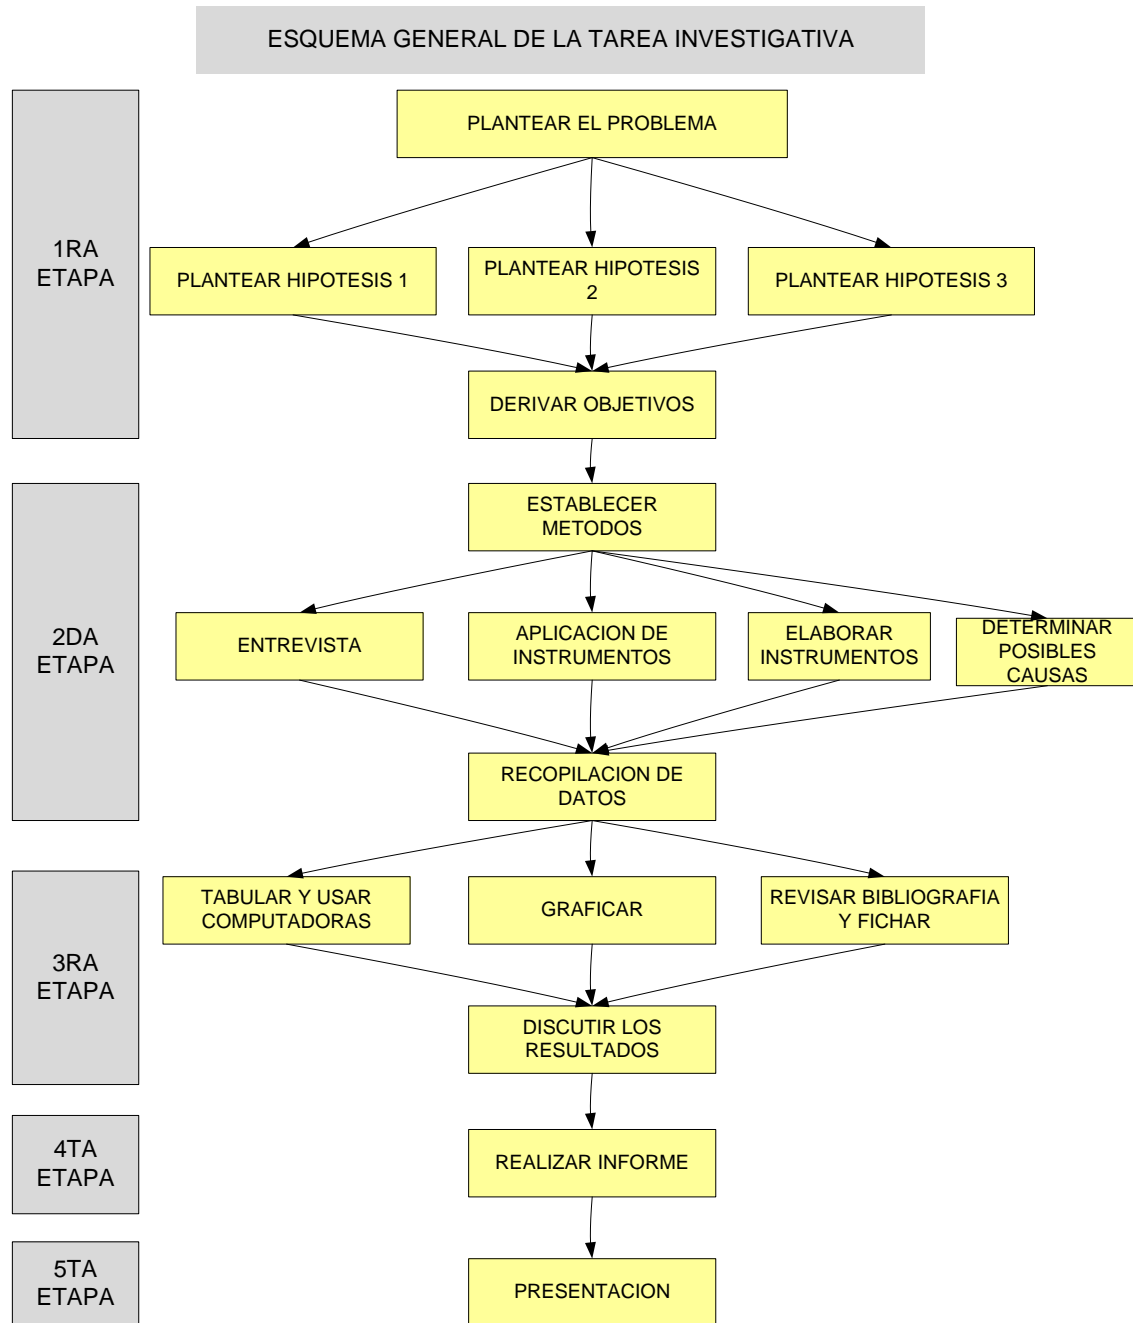 ESQUEMA GENERAL DE LA TAREA INVESTIGATIVA
1RA
ETAPA
PLANTEAR EL PROBLEMA
PLANTEAR HIPOTESIS 1
PLANTEAR HIPOTESIS
2
PLANTEAR HIPOTESIS 3
DERIVAR OBJETIVOS
2DA
ETAPA
ESTABLECER
METODOS
ENTREVISTA
APLICACION DE
INSTRUMENTOS
ELABORAR
INSTRUMENTOS
DETERMINAR
POSIBLES
CAUSAS
RECOPILACION DE
DATOS
3RA
ETAPA
TABULAR Y USAR
COMPUTADORAS
GRAFICAR
REVISAR BIBLIOGRAFIA
Y FICHAR
DISCUTIR LOS
RESULTADOS
4TA
ETAPA
REALIZAR INFORME
5TA
ETAPA
PRESENTACION